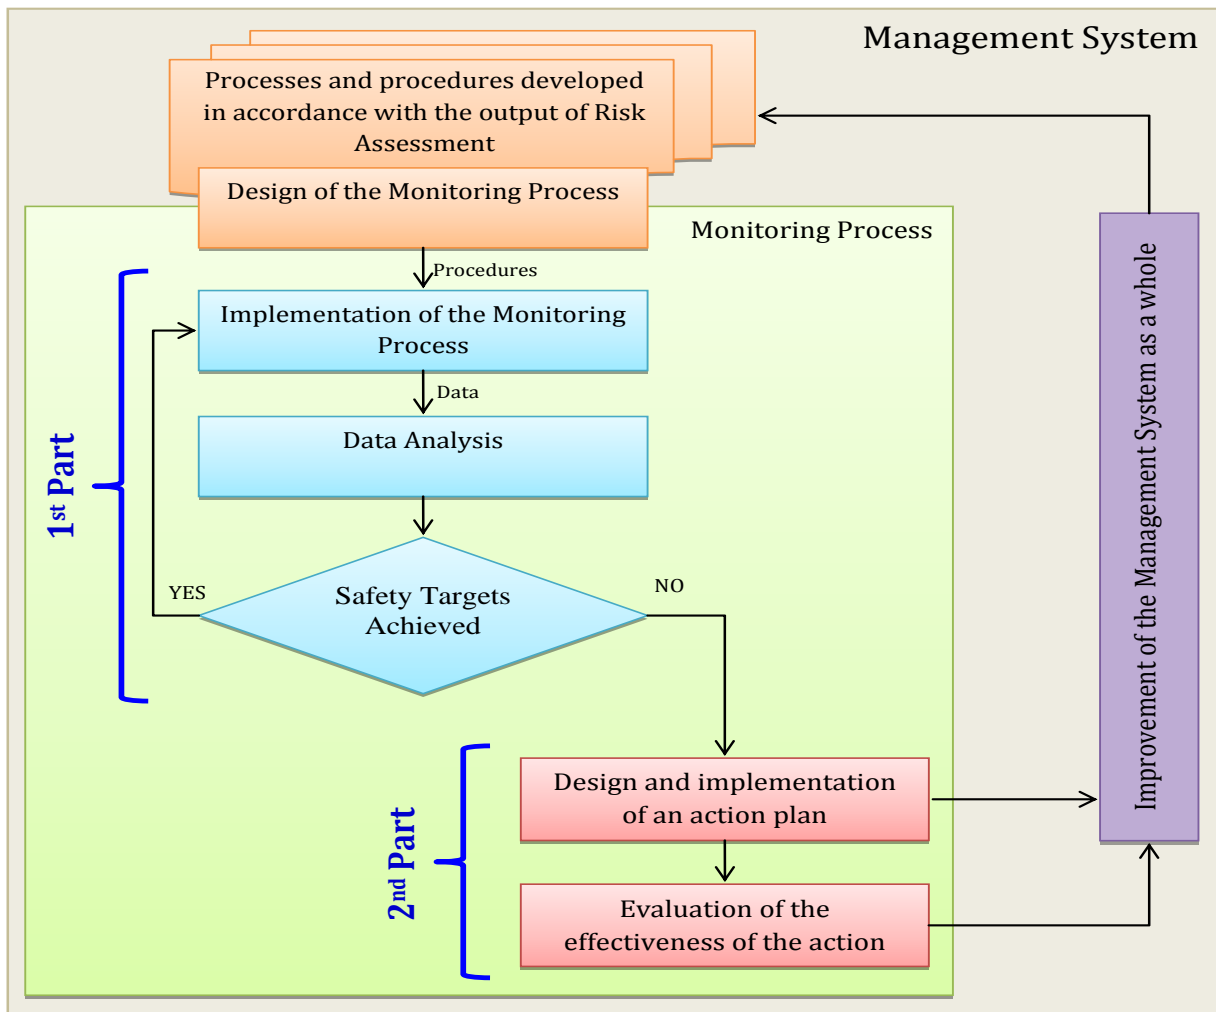 Management System
Processes and procedures developed
in accordance with the output of Risk
Assessment
Design of the Monitoring Process
Monitoring Process
Procedures
Implementation of the Monitoring
Process
Data
Data Analysis
1st Part
YES
Safety Targets
Achieved
NO
Design and implementation
of an action plan
2nd Part
Evaluation of the
effectiveness of the action
Improvement of the Management System as a whole